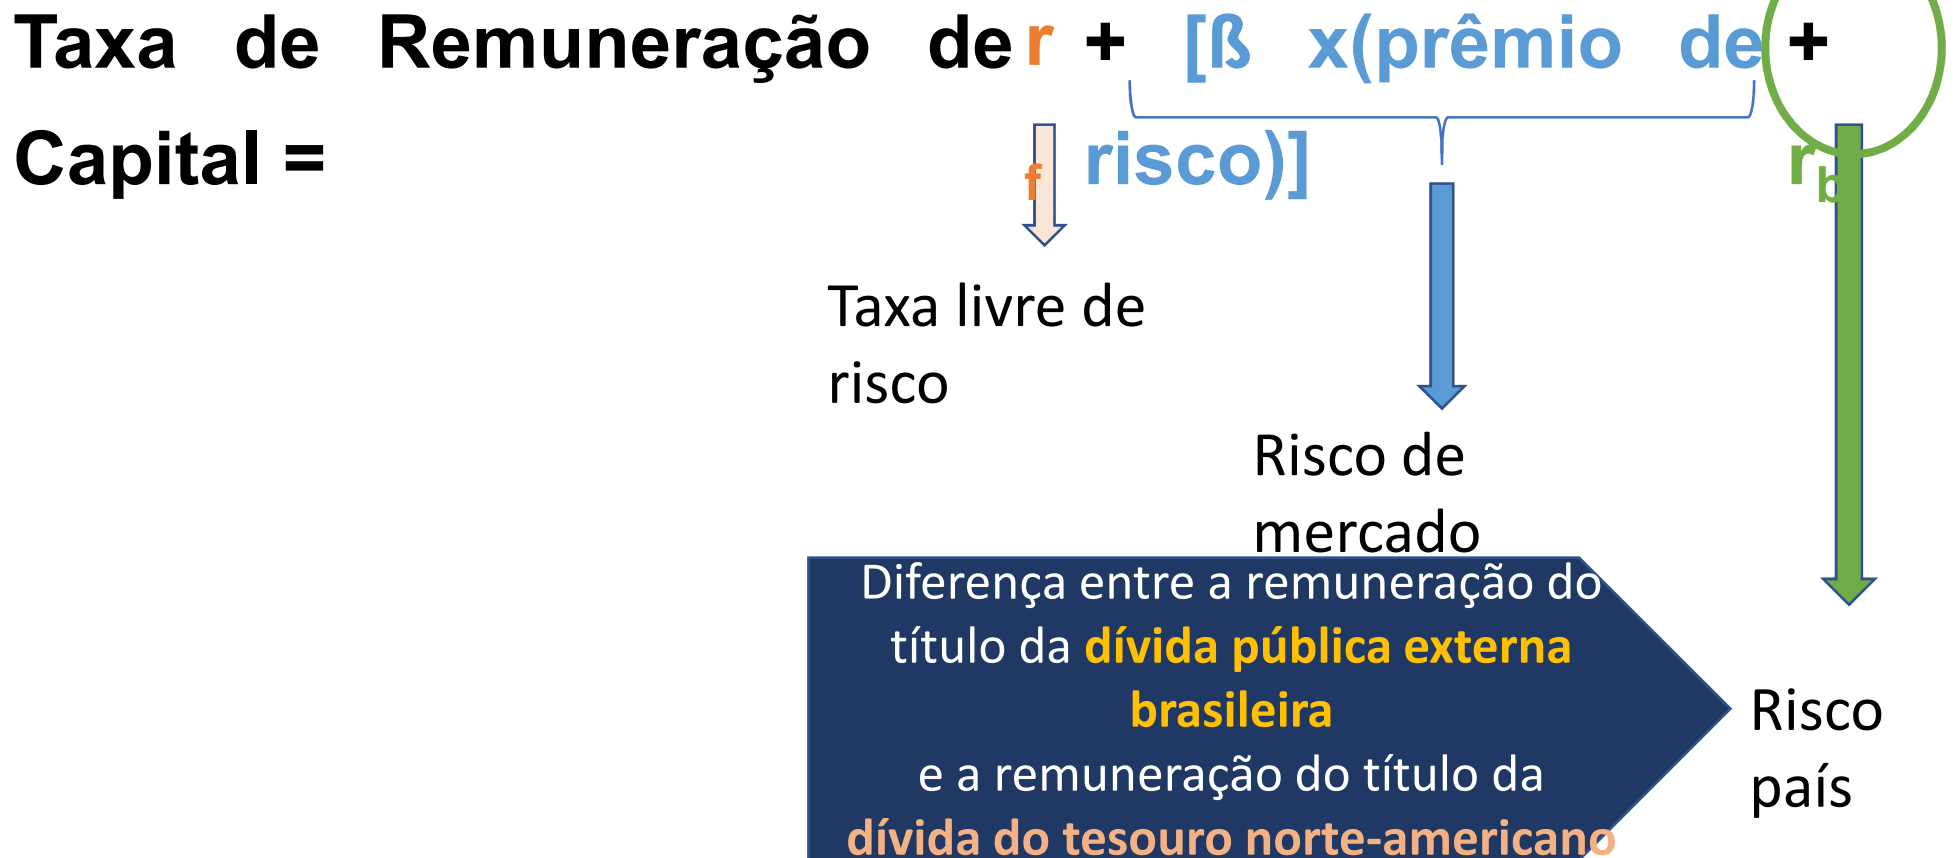 Taxa de Remuneração de r + [ß x(prêmio de +
Capital = f risco)] rb
Taxa livre de
risco
Risco de
mercado
Diferença entre a remuneração do
título da dívida pública externa
brasileira
e a remuneração do título da
dívida do tesouro norte-americano
Risco
país